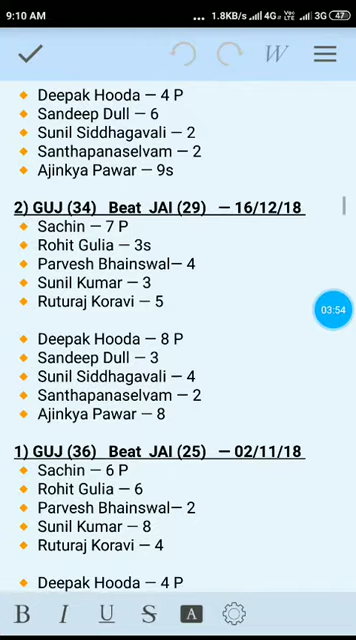 9:10 AM ... 1.8KB/s 4G Vo LTE 3G 47
W
Deepak Hooda – 4 P
Sandeep Dull – 6
Sunil Siddhagavali – 2
Santhapanaselvam – 2
Ajinkya Pawar – 9s
2) GUJ (34) Beat JAI (29) – 16/12/18
Sachin – 7 P
Rohit Gulia – 3s
Parvesh Bhainswal– 4
Sunil Kumar – 3
Ruturaj Koravi – 5
Deepak Hooda – 8 P
Sandeep Dull – 3
Sunil Siddhagavali – 4
Santhapanaselvam – 2
Ajinkya Pawar – 8
03:54
1) GUJ (36) Beat JAI (25) – 02/11/18
Sachin – 6 P
Rohit Gulia – 6
Parvesh Bhainswal– 2
Sunil Kumar – 8
Ruturaj Koravi – 4
Deepak Hooda – 4 P
B I U S A